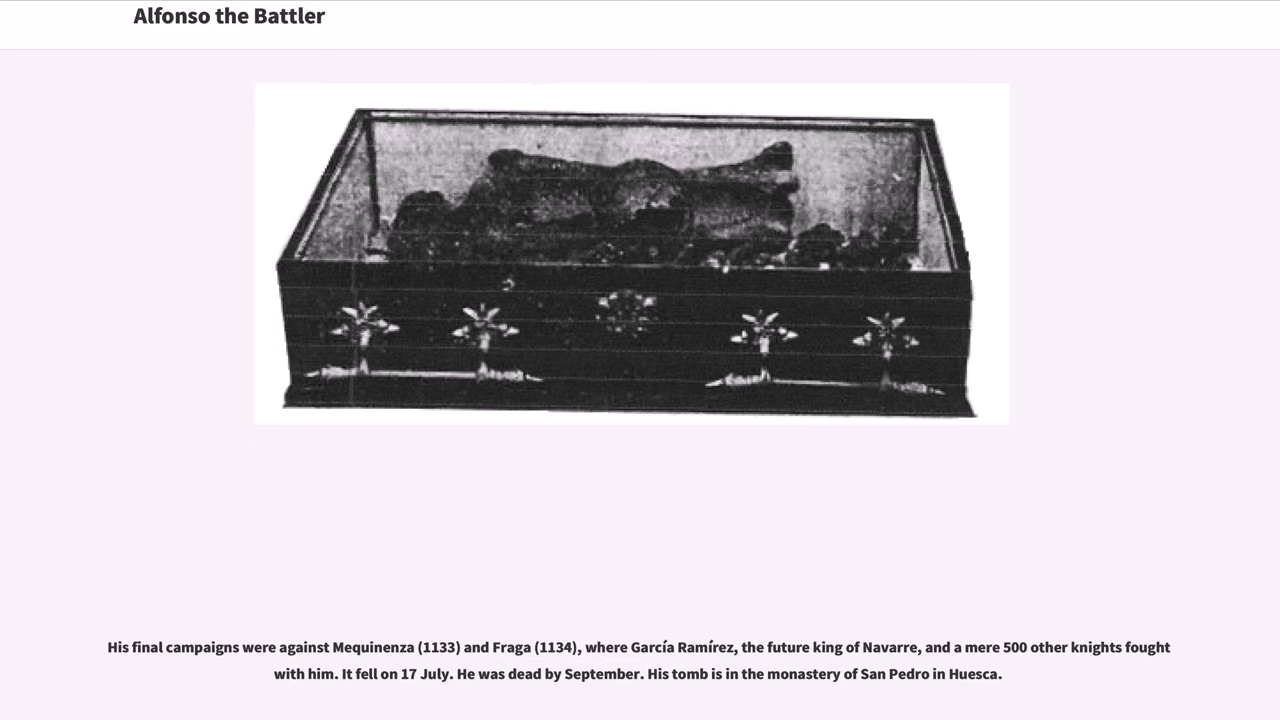 Alfonso the Battler
His final campaigns were against Mequinenza (1133) and Fraga (1134), where García Ramírez, the future king of Navarre, and a mere 500 other knights fought
with him. It fell on 17 July. He was dead by September. His tomb is in the monastery of San Pedro in Huesca.